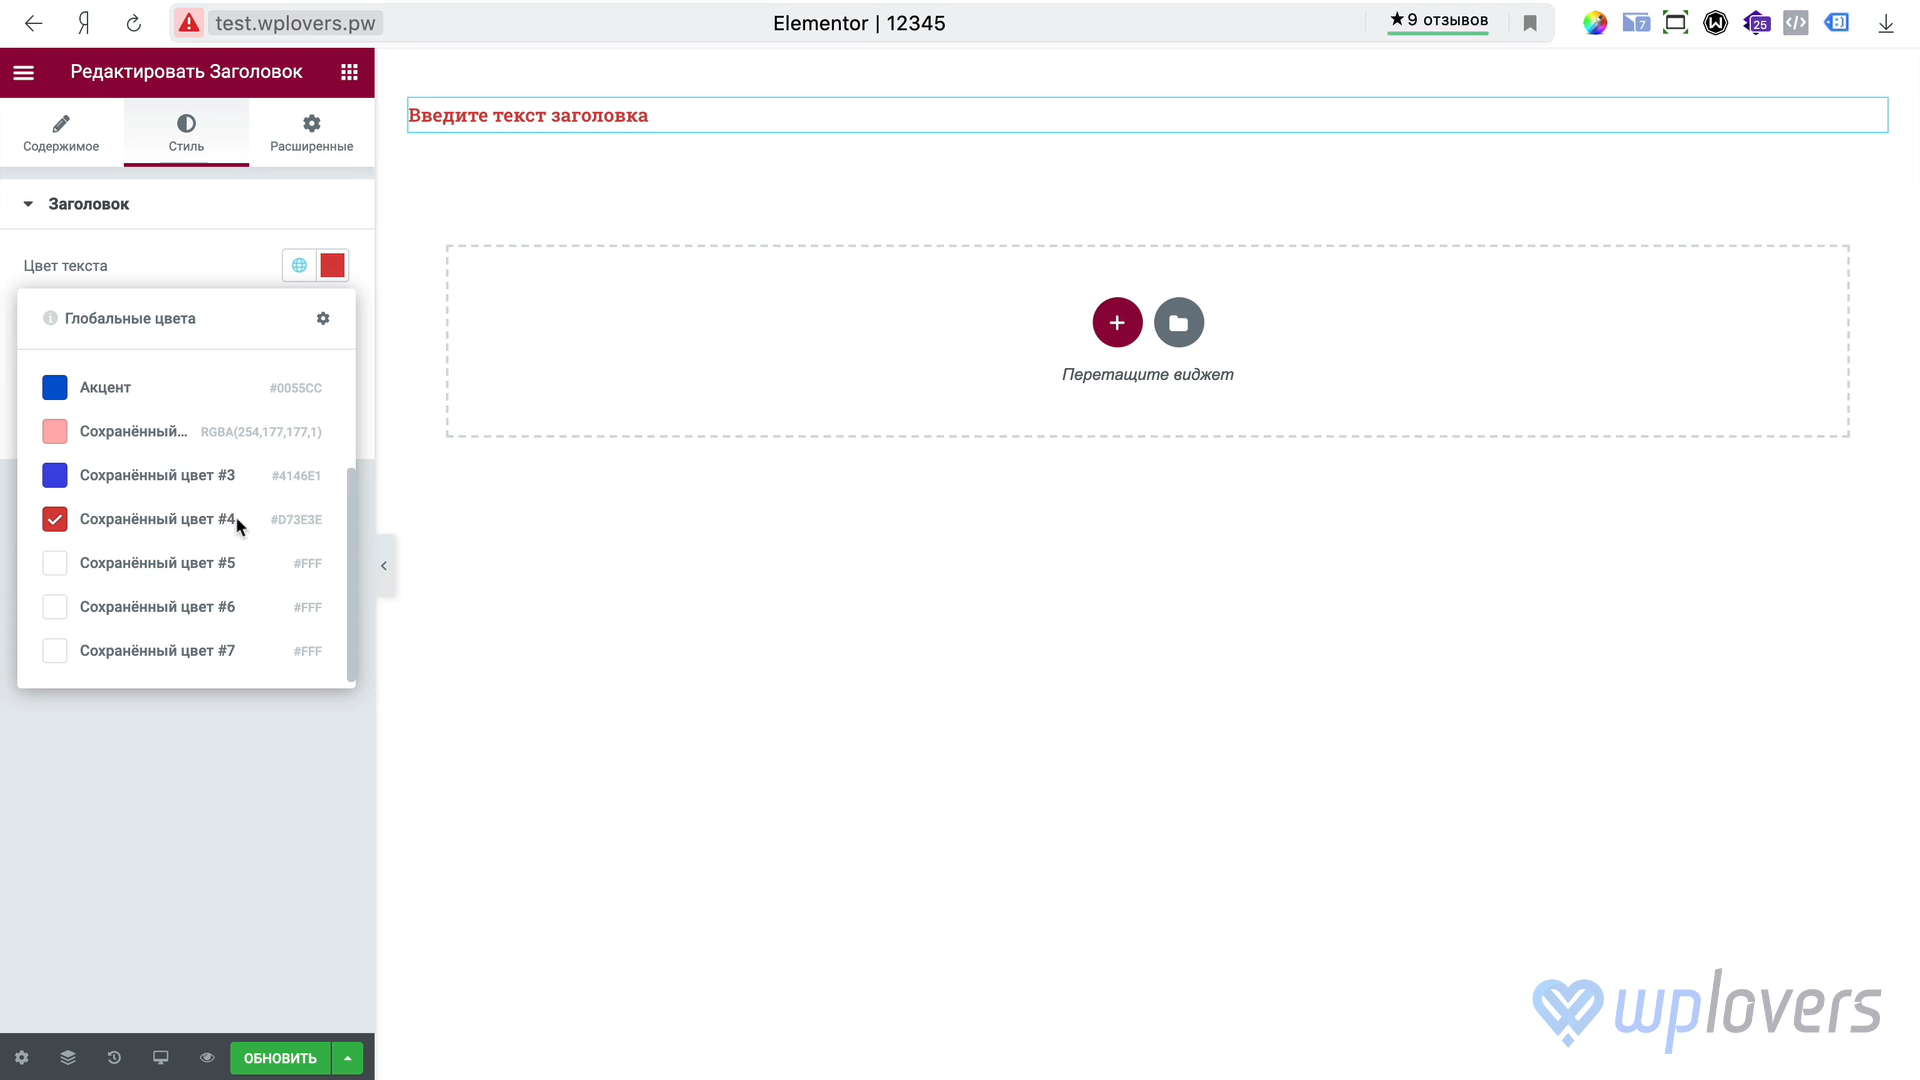 test.wplovers.pw
Elementor | 12345
★9 отзывов
7
25
Редактировать Заголовок
Содержимое
Стиль
Расширенные
Заголовок
Цвет текста
Глобальные цвета
Акцент #0055CC
Сохранённый... RGBA(254,177,177,1)
Сохранённый цвет #3 #4146E1
Сохранённый цвет #4 #D73E3E
Сохранённый цвет #5 #FFF
Сохранённый цвет #6 #FFF
Сохранённый цвет #7 #FFF
ОБНОВИТЬ
Введите текст заголовка
Перетащите виджет
wplovers